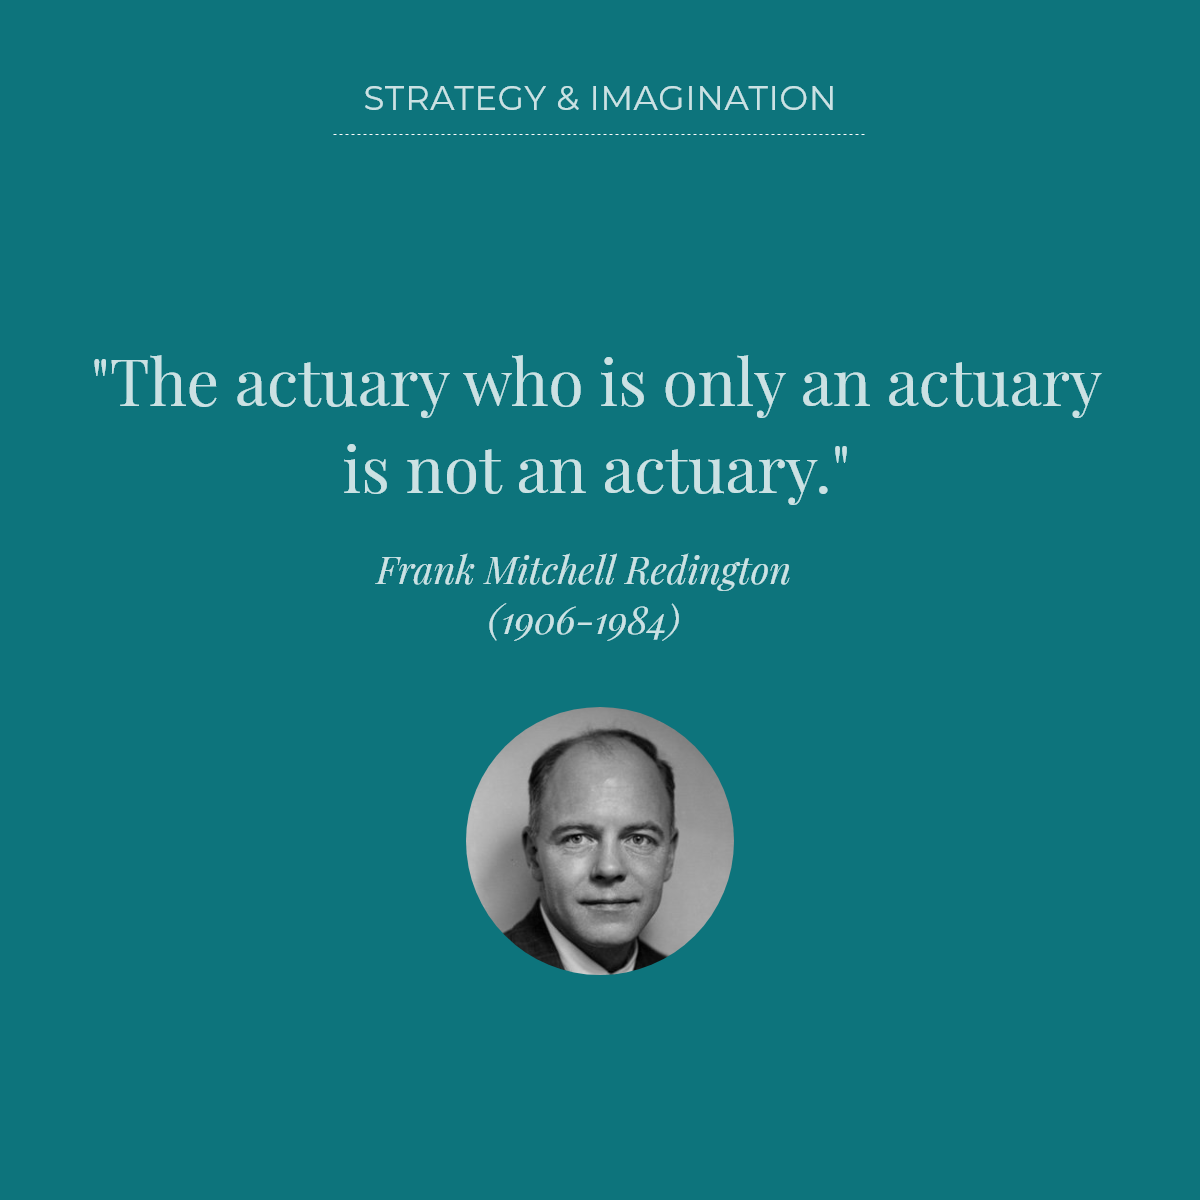 STRATEGY & IMAGINATION
"The actuary who is only an actuary
is not an actuary."
Frank Mitchell Redington
(1906-1984)